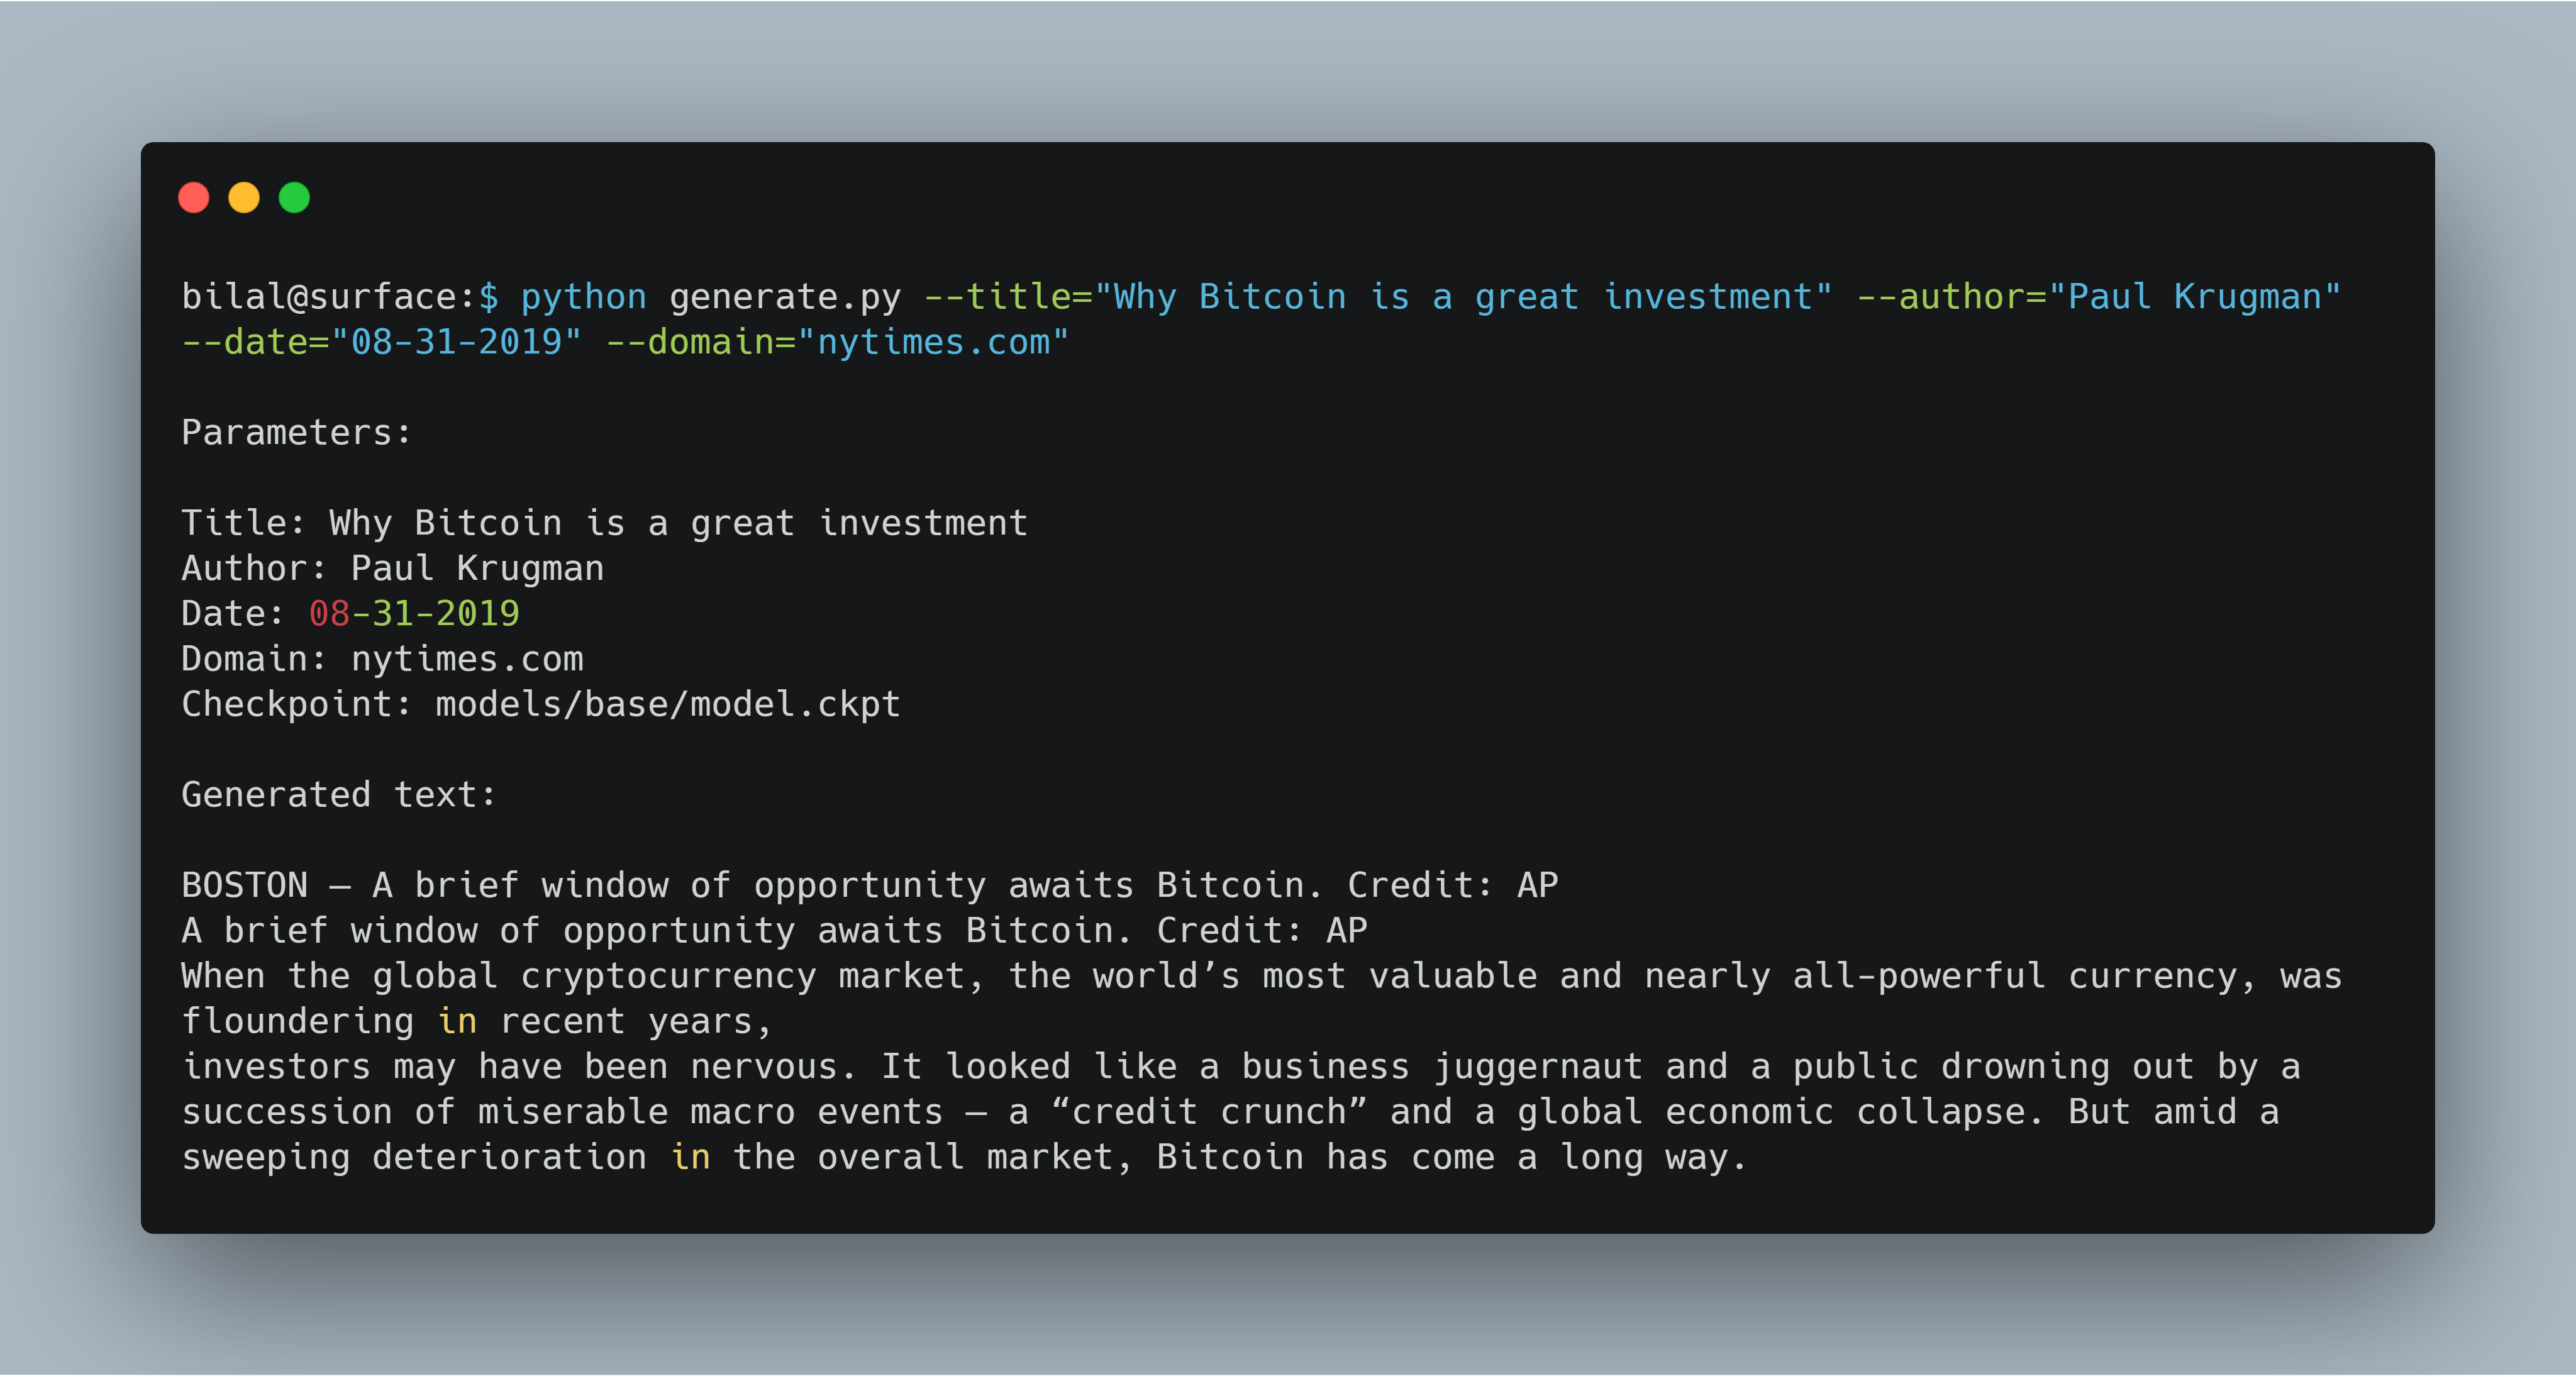 bilal@surface:$ python generate.py --title="Why Bitcoin is a great investment" --author="Paul Krugman"
--date="08-31-2019" --domain="nytimes.com"
Parameters:
Title: Why Bitcoin is a great investment
Author: Paul Krugman
Date: 08-31-2019
Domain: nytimes.com
Checkpoint: models/base/model.ckpt
Generated text:
BOSTON — A brief window of opportunity awaits Bitcoin. Credit: AP
A brief window of opportunity awaits Bitcoin. Credit: AP
When the global cryptocurrency market, the world’s most valuable and nearly all-powerful currency, was
floundering in recent years,
investors may have been nervous. It looked like a business juggernaut and a public drowning out by a
succession of miserable macro events — a “credit crunch” and a global economic collapse. But amid a
sweeping deterioration in the overall market, Bitcoin has come a long way.